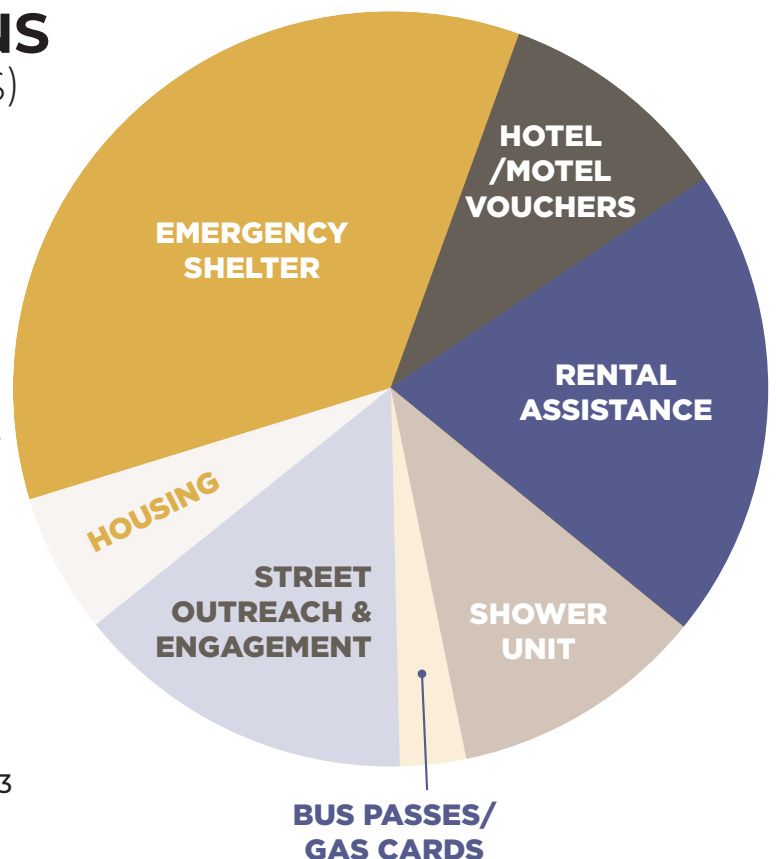 NS
S)
HOTEL
/MOTEL
VOUCHERS
EMERGENCY
SHELTER
RENTAL
ASSISTANCE
HOUSING
STREET
OUTREACH &
ENGAGEMENT
SHOWER
UNIT
3
BUS PASSES/
GAS CARDS